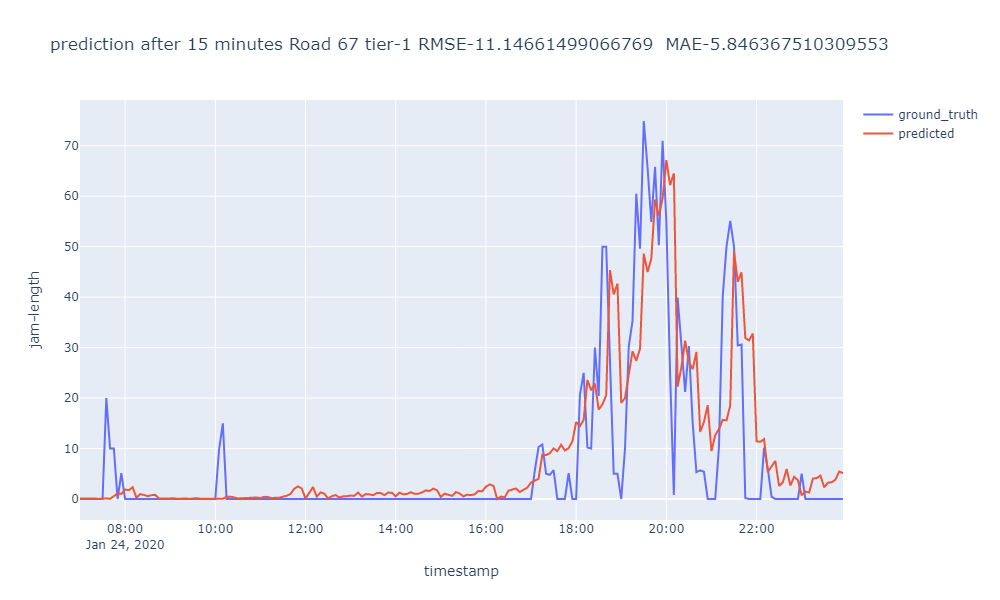 prediction after 15 minutes Road 67 tier-1 RMSE-11.14661499066769  MAE-5.846367510309553
ground_truth
predicted
70
60
50
40
30
20
10
0
jam-length
08:00
10:00
12:00
14:00
16:00
18:00
20:00
22:00
Jan 24, 2020
timestamp